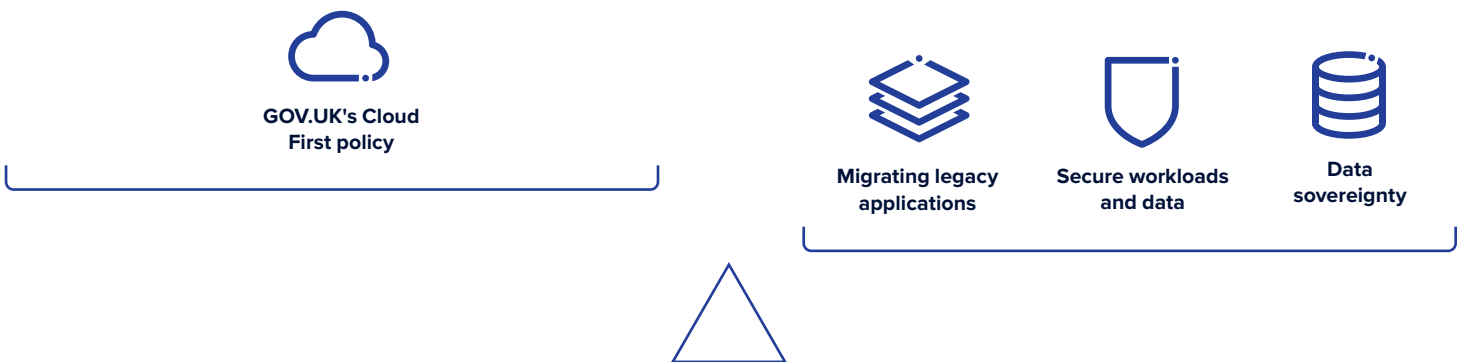 GOV.UK's Cloud
First policy
Migrating legacy
applications
Secure workloads
and data
Data
sovereignty